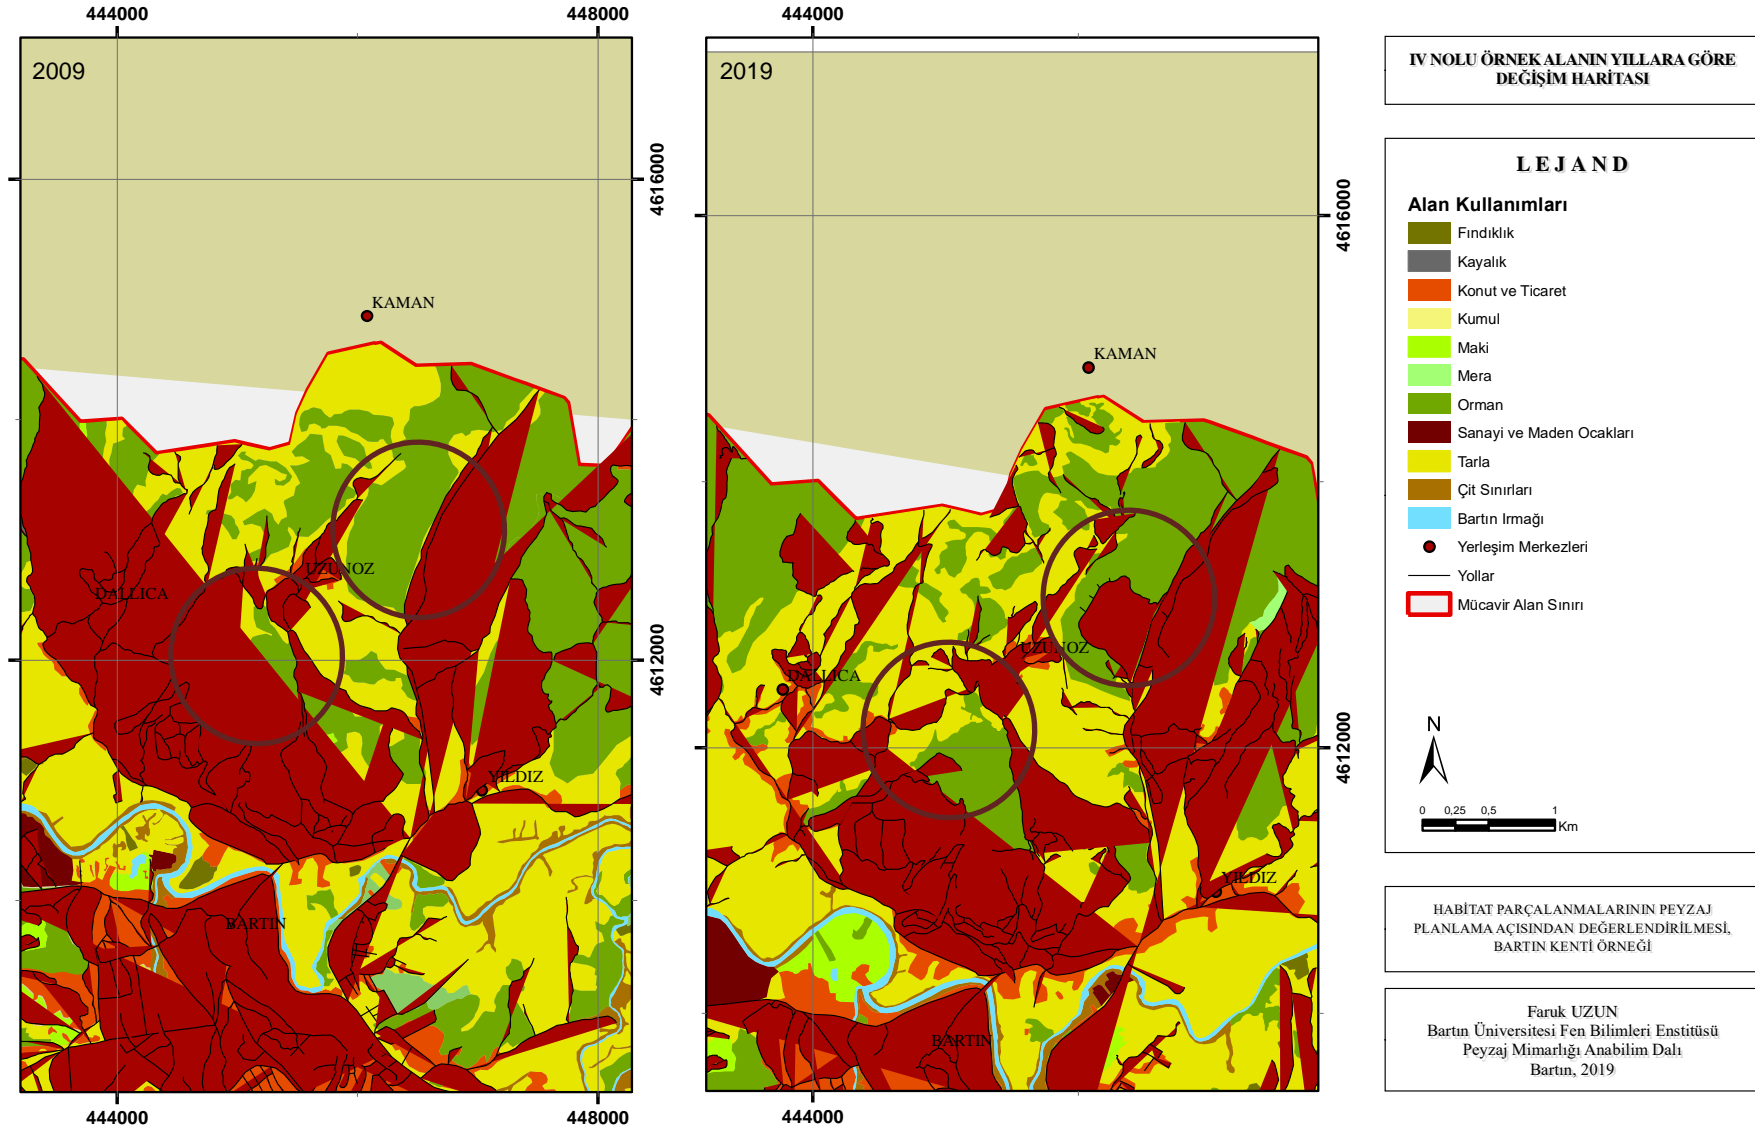 444000
448000
444000
2009
2019
4616000
4612000
4616000
4612000
KAMAN
UZUNOZ
DALLICA
YILDIZ
BARTIN
KAMAN
UZUNOZ
DALLICA
YILDIZ
BARTIN
444000
448000
444000
IV NOLU ÖRNEK ALANIN YILLARA GÖRE
DEĞİŞİM HARİTASI
LEJAND
Alan Kullanımları
Fındıklık
Kayalık
Konut ve Ticaret
Kumul
Maki
Mera
Orman
Sanayi ve Maden Ocakları
Tarla
Çit Sınırları
Bartın Irmağı
Yerleşim Merkezleri
Yollar
Mücavir Alan Sınırı
N
0 0,25 0,5 1
Km
HABİTAT PARÇALANMALARININ PEYZAJ
PLANLAMA AÇISINDAN DEĞERLENDİRİLMESİ,
BARTIN KENTİ ÖRNEĞİ
Faruk UZUN
Bartın Üniversitesi Fen Bilimleri Enstitüsü
Peyzaj Mimarlığı Anabilim Dalı
Bartın, 2019